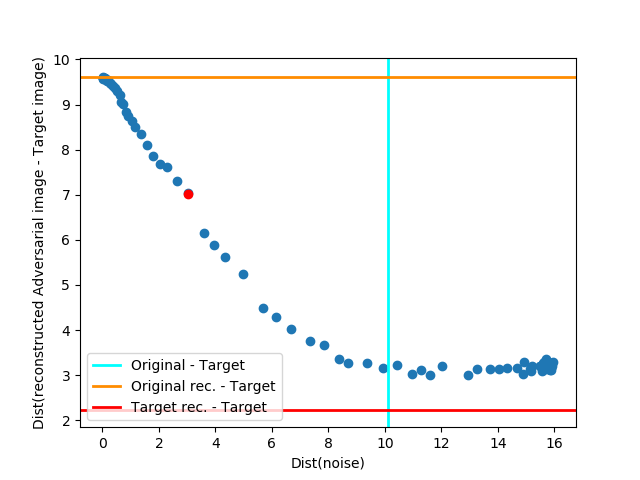 10
9
8
7
6
5
4
3
2
Dist(reconstructed Adversarial image - Target image)
Original - Target
Original rec. - Target
Target rec. - Target
0 2 4 6 8 10 12 14 16
Dist(noise)